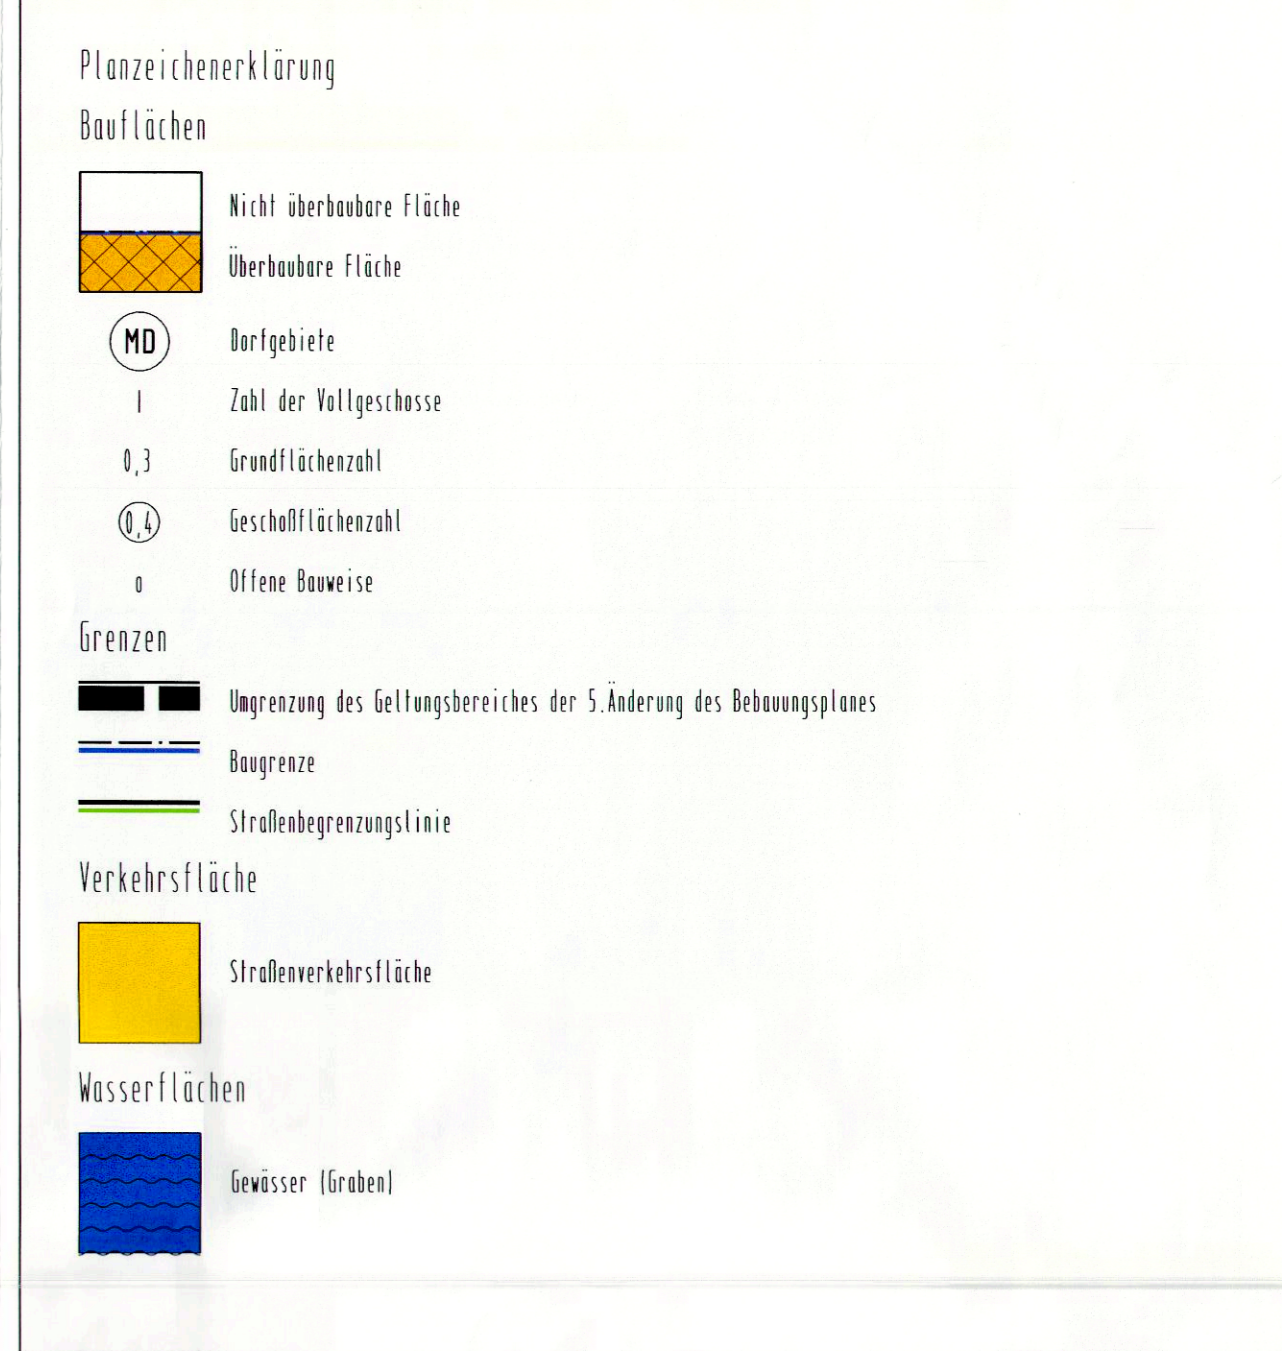 Planzeichenerklärung
Bauflächen
Nicht überbaubare Fläche
Überbaubare Fläche
MD Dorfgebiete
I Zahl der Vollgeschosse
0,3 Grundflächenzahl
0,4 Geschoßflächenzahl
o Offene Bauweise
Grenzen
Umgrenzung des Geltungsbereiches der 5.Änderung des Bebauungsplanes
Baugrenze
Straßenbegrenzungslinie
Verkehrsfläche
Straßenverkehrsfläche
Wasserflächen
Gewässer (Graben)